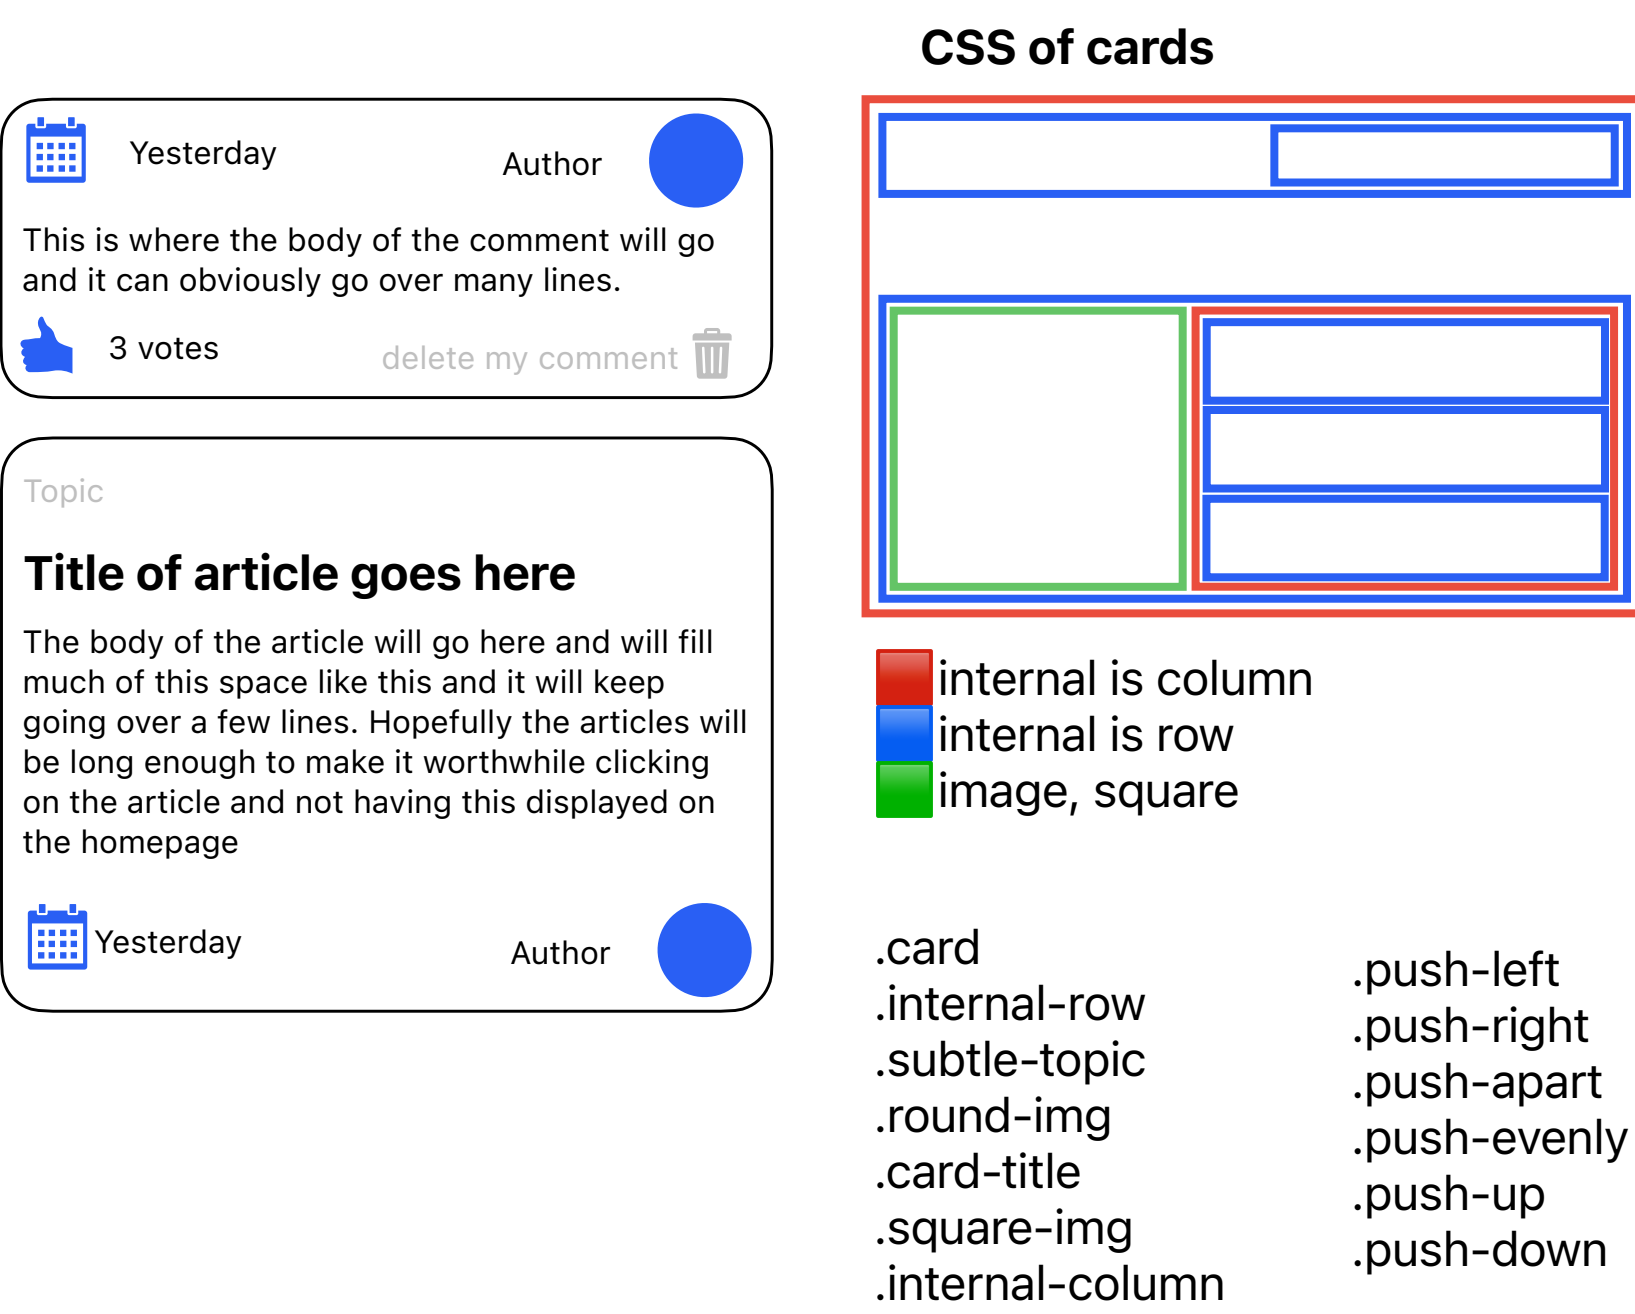 CSS of cards
Yesterday
Author
This is where the body of the comment will go
and it can obviously go over many lines.
3 votes
delete my comment
Topic
Title of article goes here
The body of the article will go here and will fill
much of this space like this and it will keep
going over a few lines. Hopefully the articles will
be long enough to make it worthwhile clicking
on the article and not having this displayed on
the homepage
Yesterday
Author
internal is column
internal is row
image, square
.card
.internal-row
.subtle-topic
.round-img
.card-title
.square-img
.internal-column
.push-left
.push-right
.push-apart
.push-evenly
.push-up
.push-down